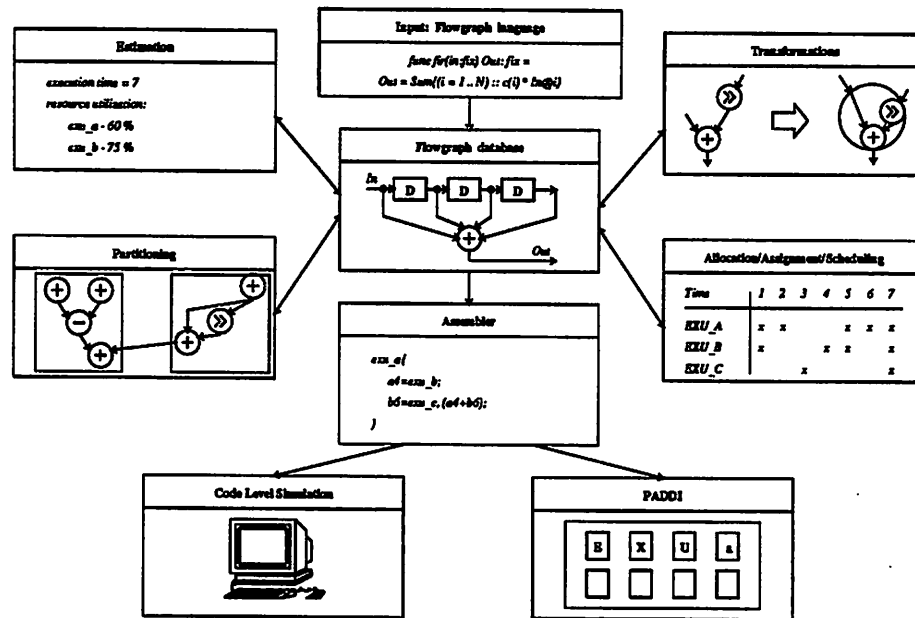 Input: Flowgraph language
func fir(in:fix) Out: fix =
Out = Sum((i = 1 .. N) :: c(i) * In@i)
Estimation
execution time = 7
resource utilization:
exu_a - 60 %
exu_b - 75 %
Transformations
>>
+
>>
+
Flowgraph database
In
D
D
D
+
Out
Partitioning
+ + +
− >>
+ +
Allocation/Assignment/Scheduling
Time 1 2 3 4 5 6 7
EXU_A x x x x x
EXU_B x x x x
EXU_C x x
Assembler
exu_a{
a4=exu_b;
b6=exu_c, (a4+b6);
}
Code Level Simulation
PADDI
E X U a